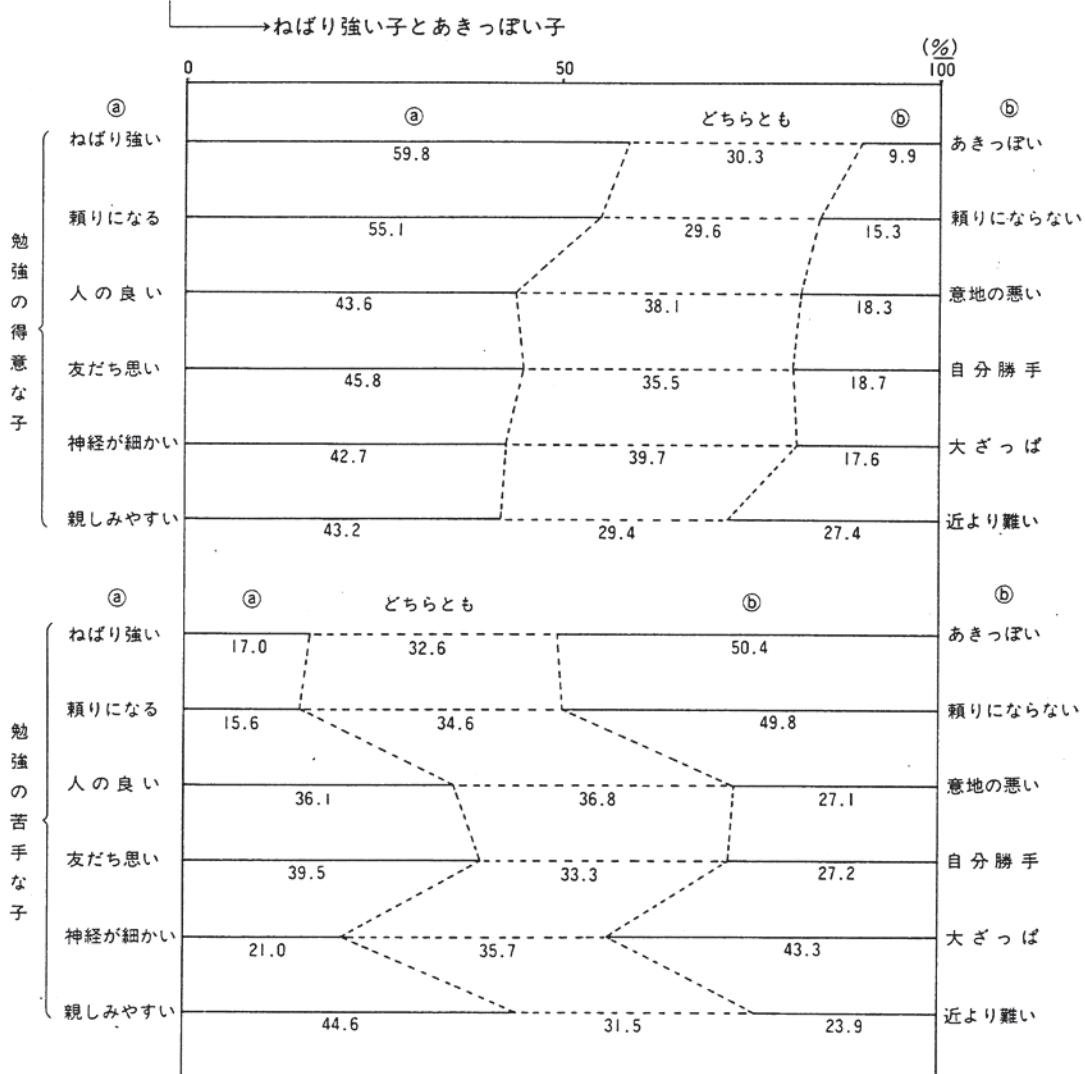 ねばり強い子とあきっぽい子
(%)
0 50 100
ⓐ ⓐ どちらとも ⓑ ⓑ
勉強の得意な子
ねばり強い 59.8 30.3 9.9 あきっぽい
頼りになる 55.1 29.6 15.3 頼りにならない
人の良い 43.6 38.1 18.3 意地の悪い
友だち思い 45.8 35.5 18.7 自分勝手
神経が細かい 42.7 39.7 17.6 大ざっぱ
親しみやすい 43.2 29.4 27.4 近より難い
ⓐ ⓐ どちらとも ⓑ ⓑ
勉強の苦手な子
ねばり強い 17.0 32.6 50.4 あきっぽい
頼りになる 15.6 34.6 49.8 頼りにならない
人の良い 36.1 36.8 27.1 意地の悪い
友だち思い 39.5 33.3 27.2 自分勝手
神経が細かい 21.0 35.7 43.3 大ざっぱ
親しみやすい 44.6 31.5 23.9 近より難い